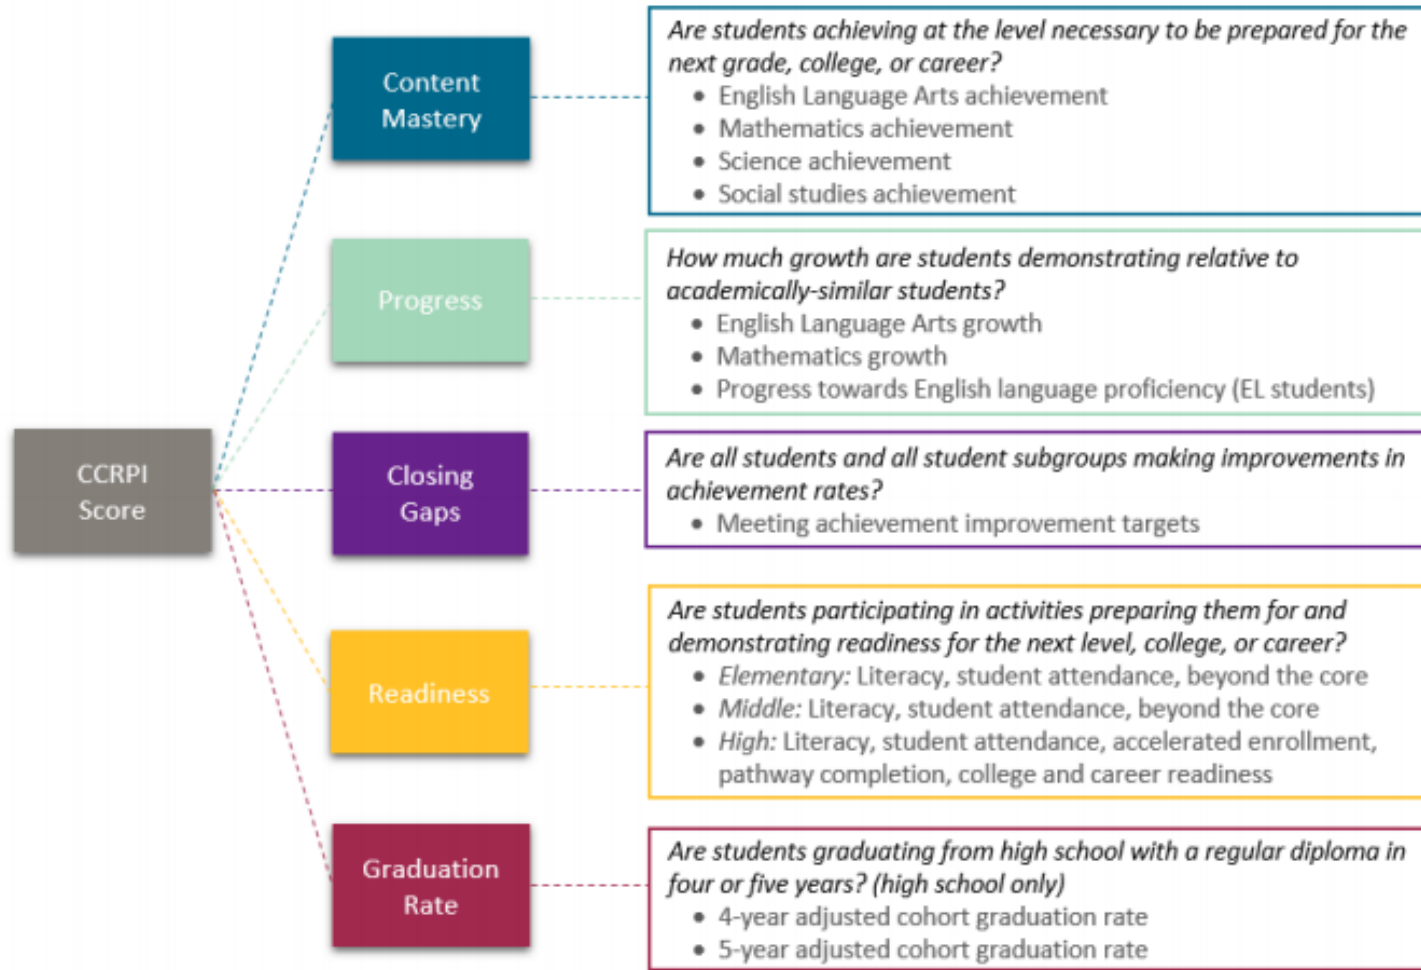 CCRPI
Score
Content
Mastery
Are students achieving at the level necessary to be prepared for the
next grade, college, or career?
• English Language Arts achievement
• Mathematics achievement
• Science achievement
• Social studies achievement
Progress
How much growth are students demonstrating relative to
academically-similar students?
• English Language Arts growth
• Mathematics growth
• Progress towards English language proficiency (EL students)
Closing
Gaps
Are all students and all student subgroups making improvements in
achievement rates?
• Meeting achievement improvement targets
Readiness
Are students participating in activities preparing them for and
demonstrating readiness for the next level, college, or career?
• Elementary: Literacy, student attendance, beyond the core
• Middle: Literacy, student attendance, beyond the core
• High: Literacy, student attendance, accelerated enrollment,
pathway completion, college and career readiness
Graduation
Rate
Are students graduating from high school with a regular diploma in
four or five years? (high school only)
• 4-year adjusted cohort graduation rate
• 5-year adjusted cohort graduation rate